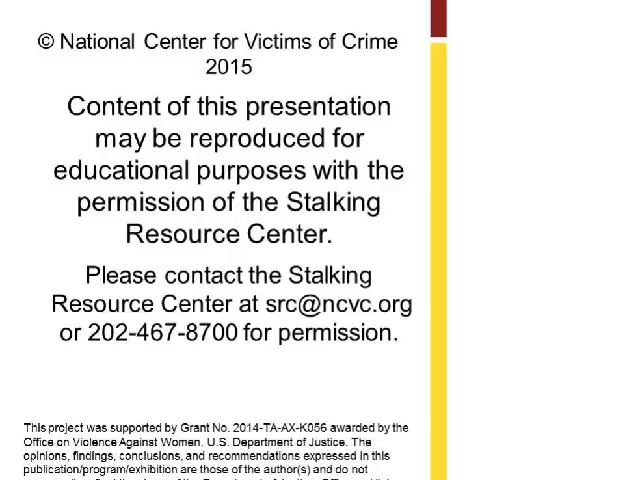 © National Center for Victims of Crime
2015
Content of this presentation
may be reproduced for
educational purposes with the
permission of the Stalking
Resource Center.
Please contact the Stalking
Resource Center at src@ncvc.org
or 202-467-8700 for permission.
This project was supported by Grant No. 2014-TA-AX-K056 awarded by the
Office on Violence Against Women, U.S. Department of Justice. The
opinions, findings, conclusions, and recommendations expressed in this
publication/program/exhibition are those of the author(s) and do not